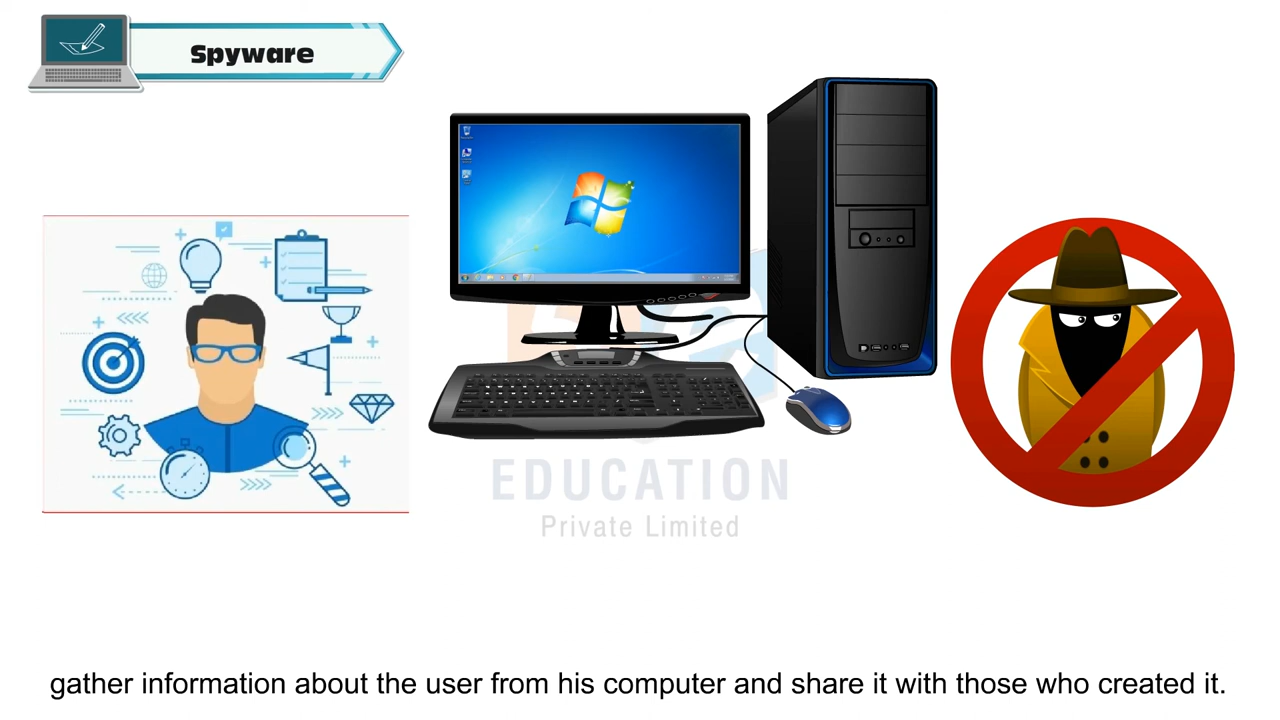 Spyware
EDUCATION
Private Limited
gather information about the user from his computer and share it with those who created it.